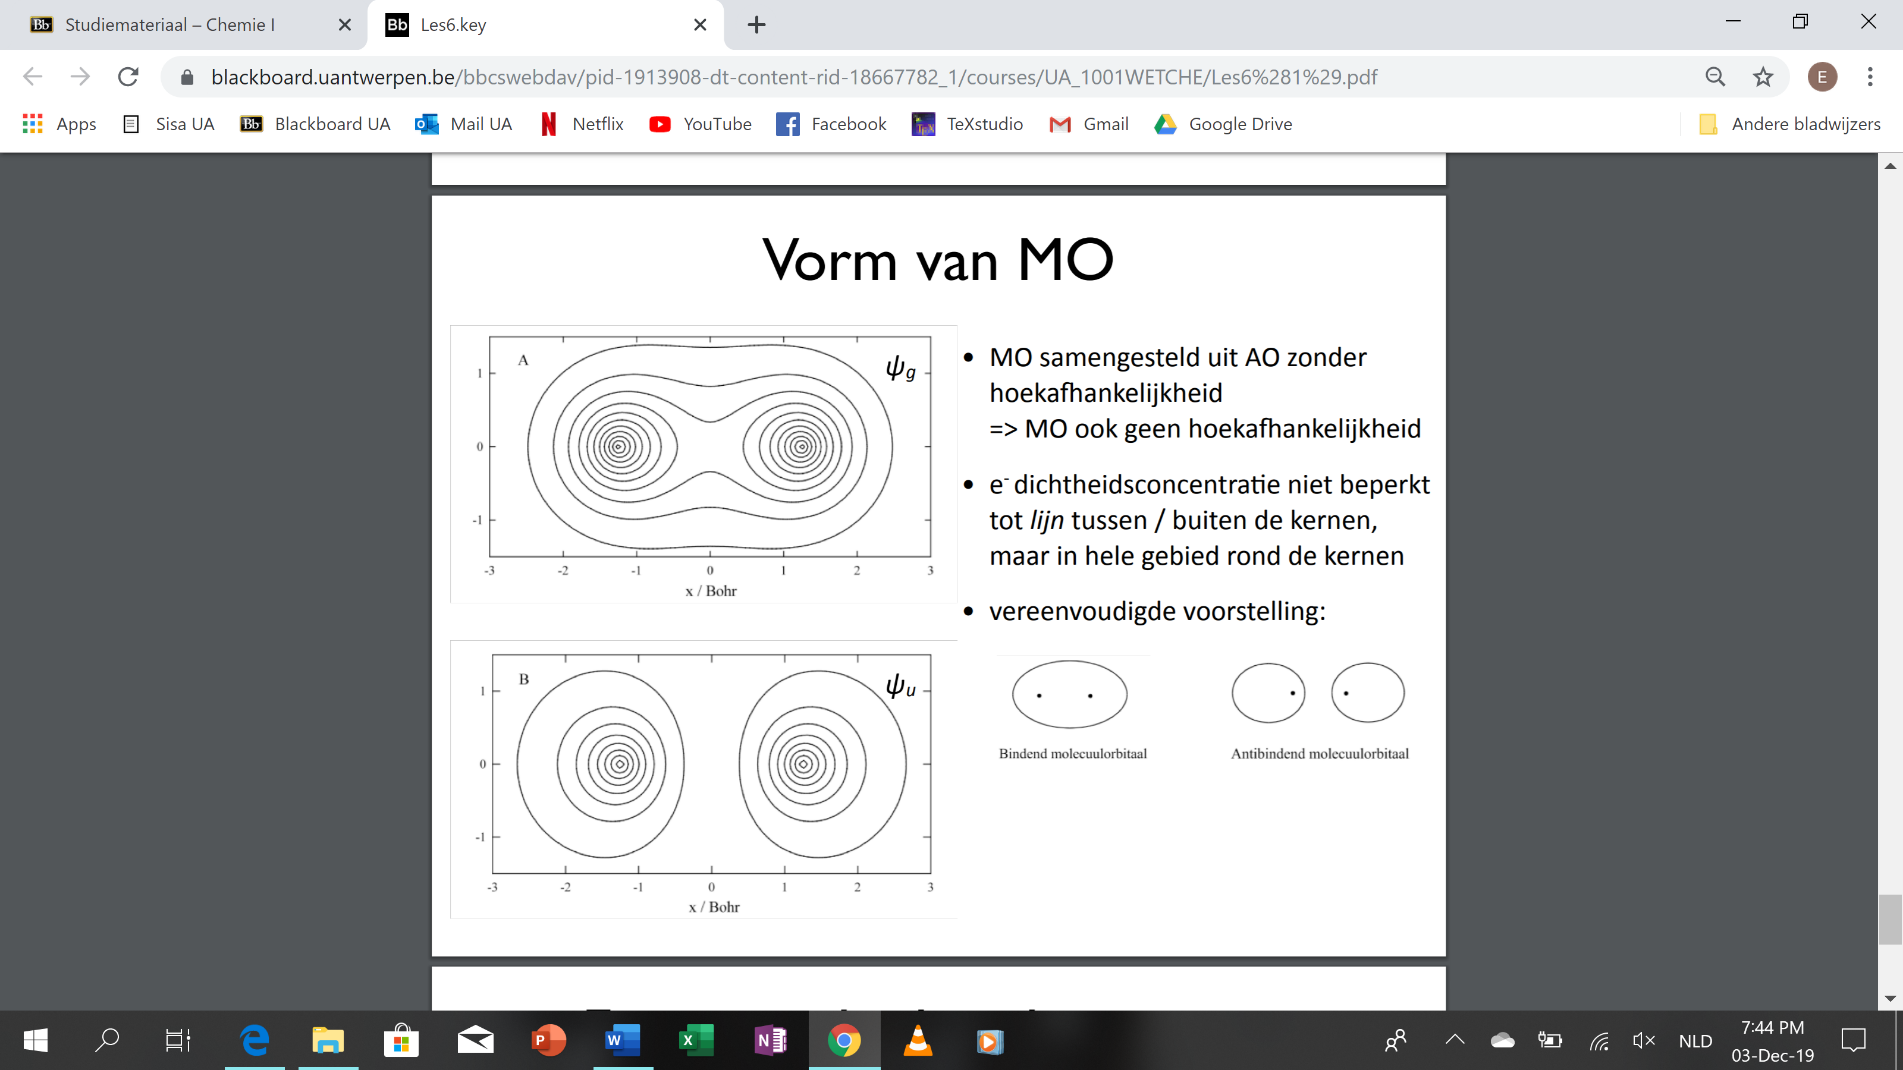 Studiemateriaal – Chemie I
Les6.key
blackboard.uantwerpen.be/bbcswebdav/pid-1913908-dt-content-rid-18667782_1/courses/UA_1001WETCHE/Les6%281%29.pdf
E
Apps
Sisa UA
Blackboard UA
Mail UA
Netflix
YouTube
Facebook
TeXstudio
Gmail
Google Drive
Andere bladwijzers
Vorm van MO
A
ψg
1
0
-1
-3 -2 -1 0 1 2 3
x / Bohr
B
ψu
1
0
-1
-3 -2 -1 0 1 2 3
x / Bohr
• MO samengesteld uit AO zonder
hoekafhankelijkheid
=> MO ook geen hoekafhankelijkheid
• e- dichtheidsconcentratie niet beperkt
tot lijn tussen / buiten de kernen,
maar in hele gebied rond de kernen
• vereenvoudigde voorstelling:
Bindend molecuulorbitaal
Antibindend molecuulorbitaal
NLD
7:44 PM
03-Dec-19